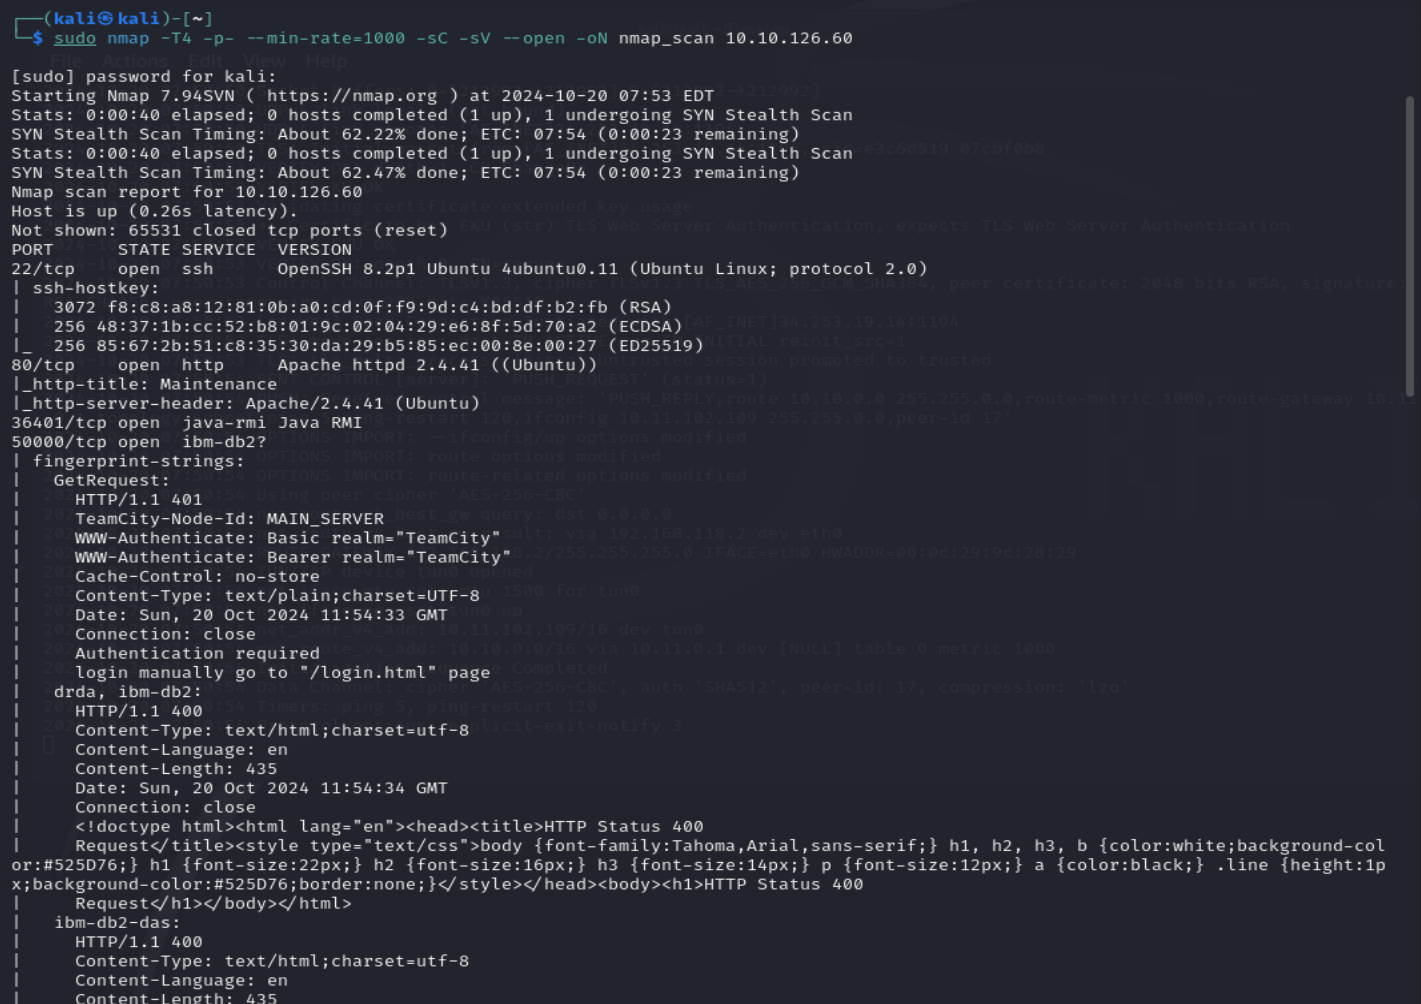 ┌──(kali㉿kali)-[~]
└─$ sudo nmap -T4 -p- --min-rate=1000 -sC -sV --open -oN nmap_scan 10.10.126.60
File Actions Edit View Help
[sudo] password for kali:
Starting Nmap 7.94SVN ( https://nmap.org ) at 2024-10-20 07:53 EDT
Stats: 0:00:40 elapsed; 0 hosts completed (1 up), 1 undergoing SYN Stealth Scan
SYN Stealth Scan Timing: About 62.22% done; ETC: 07:54 (0:00:23 remaining)
Stats: 0:00:40 elapsed; 0 hosts completed (1 up), 1 undergoing SYN Stealth Scan
SYN Stealth Scan Timing: About 62.47% done; ETC: 07:54 (0:00:23 remaining)
Nmap scan report for 10.10.126.60
Host is up (0.26s latency).
Not shown: 65531 closed tcp ports (reset)
PORT      STATE SERVICE  VERSION
22/tcp    open  ssh      OpenSSH 8.2p1 Ubuntu 4ubuntu0.11 (Ubuntu Linux; protocol 2.0)
| ssh-hostkey:
|   3072 f8:c8:a8:12:81:0b:a0:cd:0f:f9:9d:c4:bd:df:b2:fb (RSA)
|   256 48:37:1b:cc:52:b8:01:9c:02:04:29:e6:8f:5d:70:a2 (ECDSA)
|_  256 85:67:2b:51:c8:35:30:da:29:b5:85:ec:00:8e:00:27 (ED25519)
80/tcp    open  http     Apache httpd 2.4.41 ((Ubuntu))
|_http-title: Maintenance
|_http-server-header: Apache/2.4.41 (Ubuntu)
36401/tcp open  java-rmi Java RMI
50000/tcp open  ibm-db2?
| fingerprint-strings:
|   GetRequest:
|     HTTP/1.1 401
|     TeamCity-Node-Id: MAIN_SERVER
|     WWW-Authenticate: Basic realm="TeamCity"
|     WWW-Authenticate: Bearer realm="TeamCity"
|     Cache-Control: no-store
|     Content-Type: text/plain;charset=UTF-8
|     Date: Sun, 20 Oct 2024 11:54:33 GMT
|     Connection: close
|     Authentication required
|     login manually go to "/login.html" page
|   drda, ibm-db2:
|     HTTP/1.1 400
|     Content-Type: text/html;charset=utf-8
|     Content-Language: en
|     Content-Length: 435
|     Date: Sun, 20 Oct 2024 11:54:34 GMT
|     Connection: close
|     <!doctype html><html lang="en"><head><title>HTTP Status 400
|     Request</title><style type="text/css">body {font-family:Tahoma,Arial,sans-serif;} h1, h2, h3, b {color:white;background-col
or:#525D76;} h1 {font-size:22px;} h2 {font-size:16px;} h3 {font-size:14px;} p {font-size:12px;} a {color:black;} .line {height:1p
x;background-color:#525D76;border:none;}</style></head><body><h1>HTTP Status 400
|     Request</h1></body></html>
|   ibm-db2-das:
|     HTTP/1.1 400
|     Content-Type: text/html;charset=utf-8
|     Content-Language: en
|     Content-Length: 435